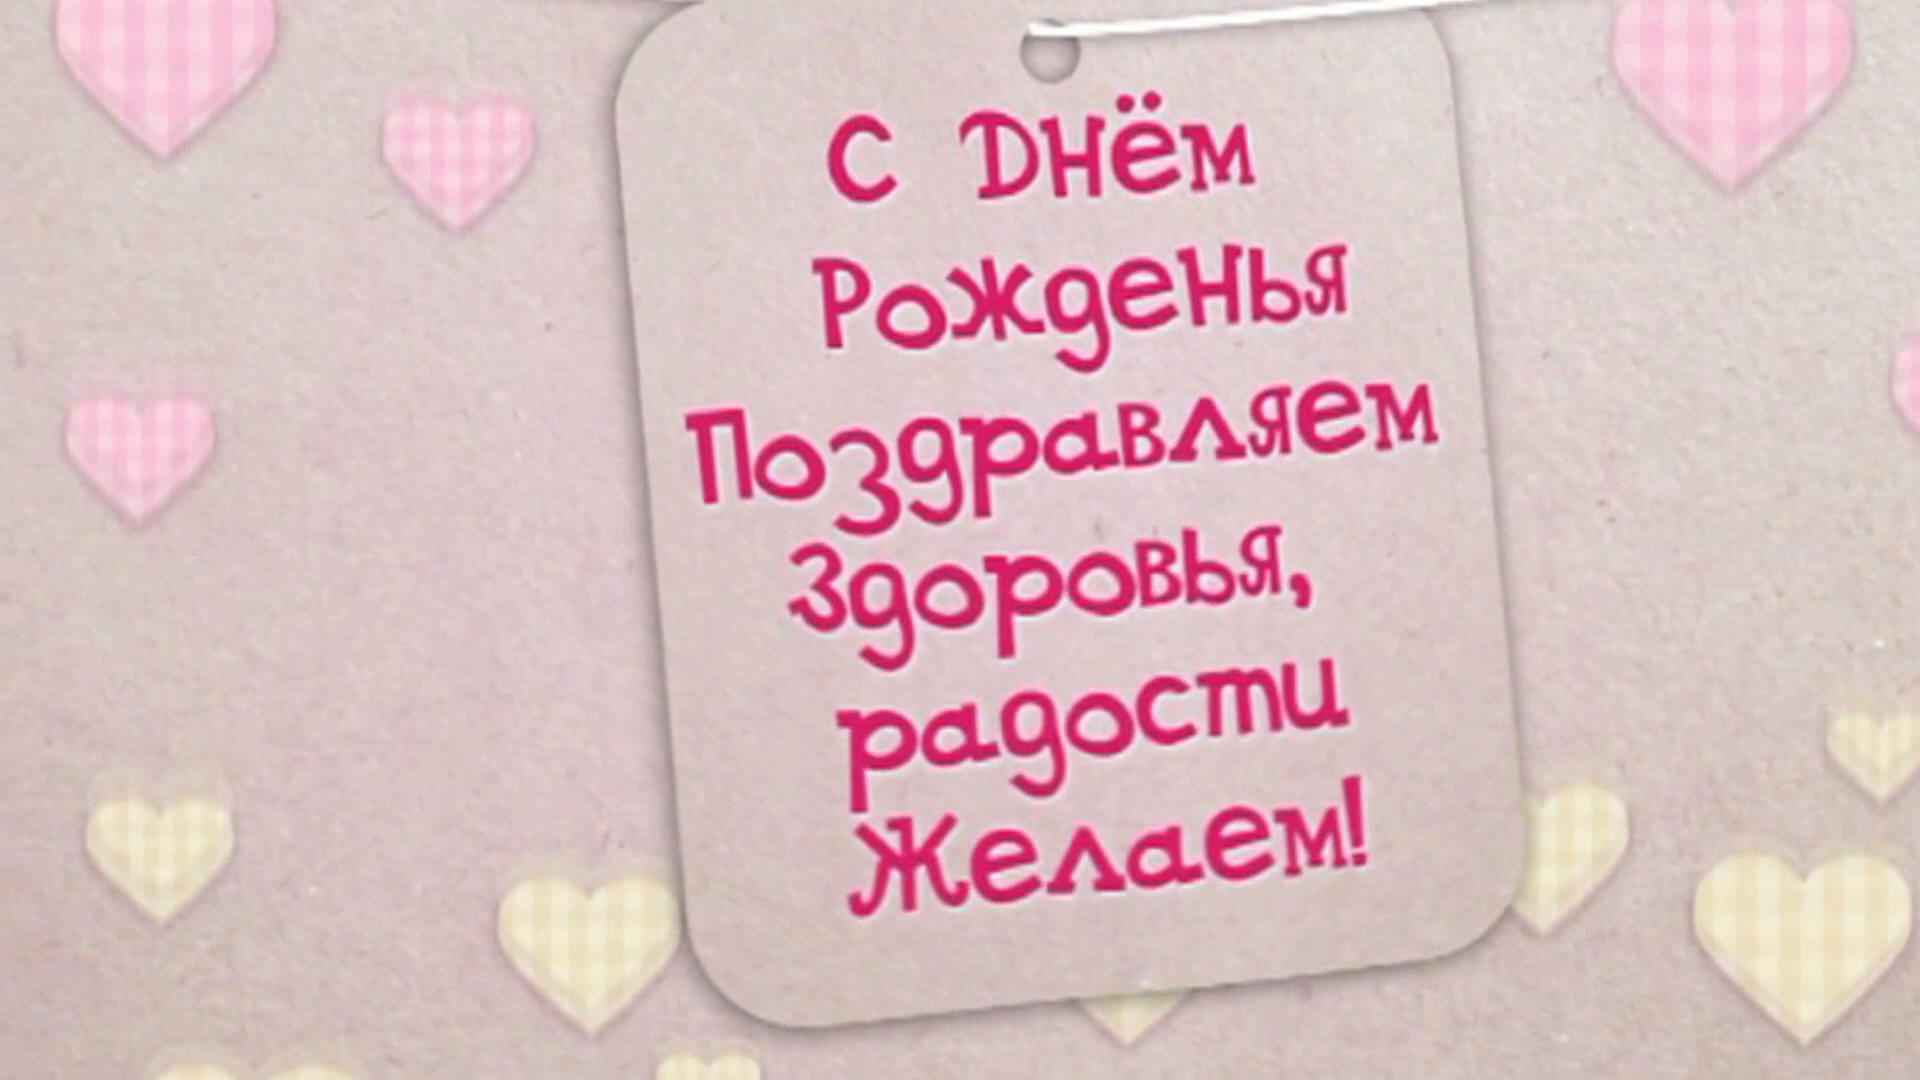 С Днём
Рожденья
Поздравляем
Здоровья,
радости
Желаем!